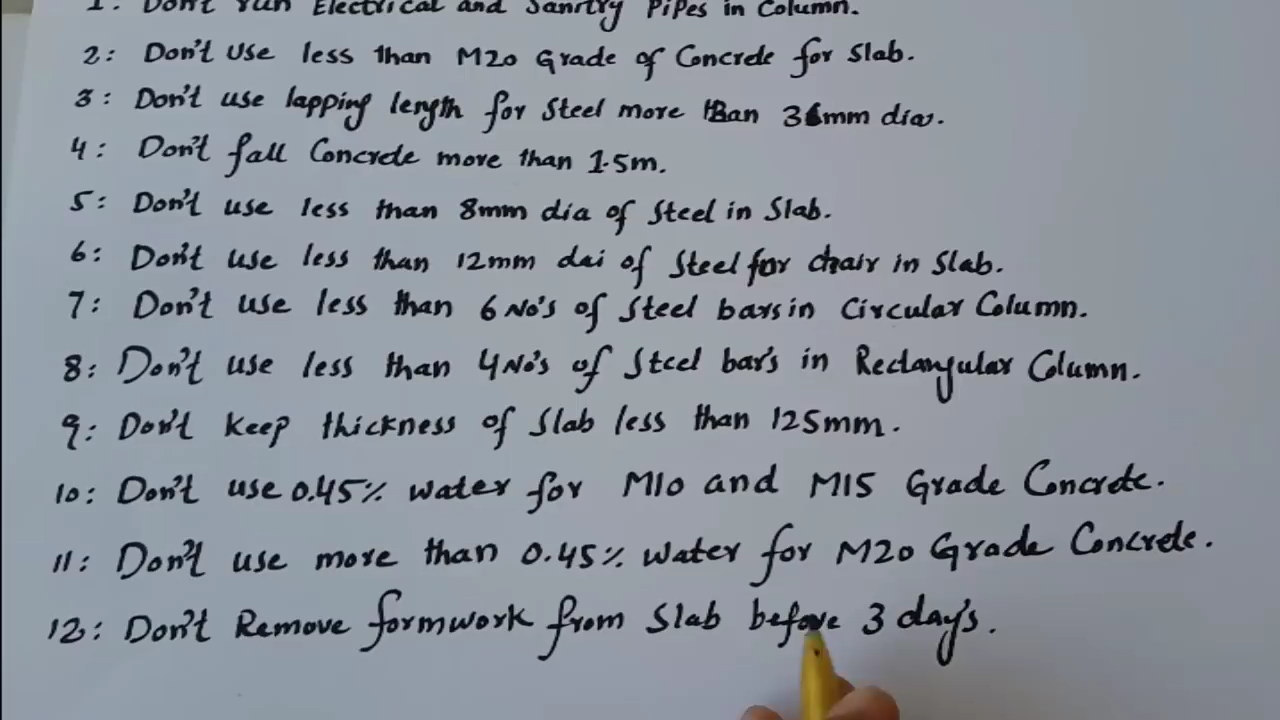 1: Don't run Electrical and Sanitry Pipes in Column.
2: Don't Use less than M20 Grade of Concrete for Slab.
3: Don't use lapping length for Steel more than 36mm dia.
4: Don't fall Concrete more than 1.5m.
5: Don't use less than 8mm dia of Steel in Slab.
6: Don't use less than 12mm dai of Steel for chair in Slab.
7: Don't use less than 6 No's of Steel bars in Circular Column.
8: Don't use less than 4 No's of Steel bar's in Rectangular Column.
9: Don't Keep thickness of Slab less than 125mm.
10: Don't use 0.45% water for M10 and M15 Grade Concrete.
11: Don't use more than 0.45% water for M20 Grade Concrete.
12: Don't Remove formwork from Slab before 3 day's.